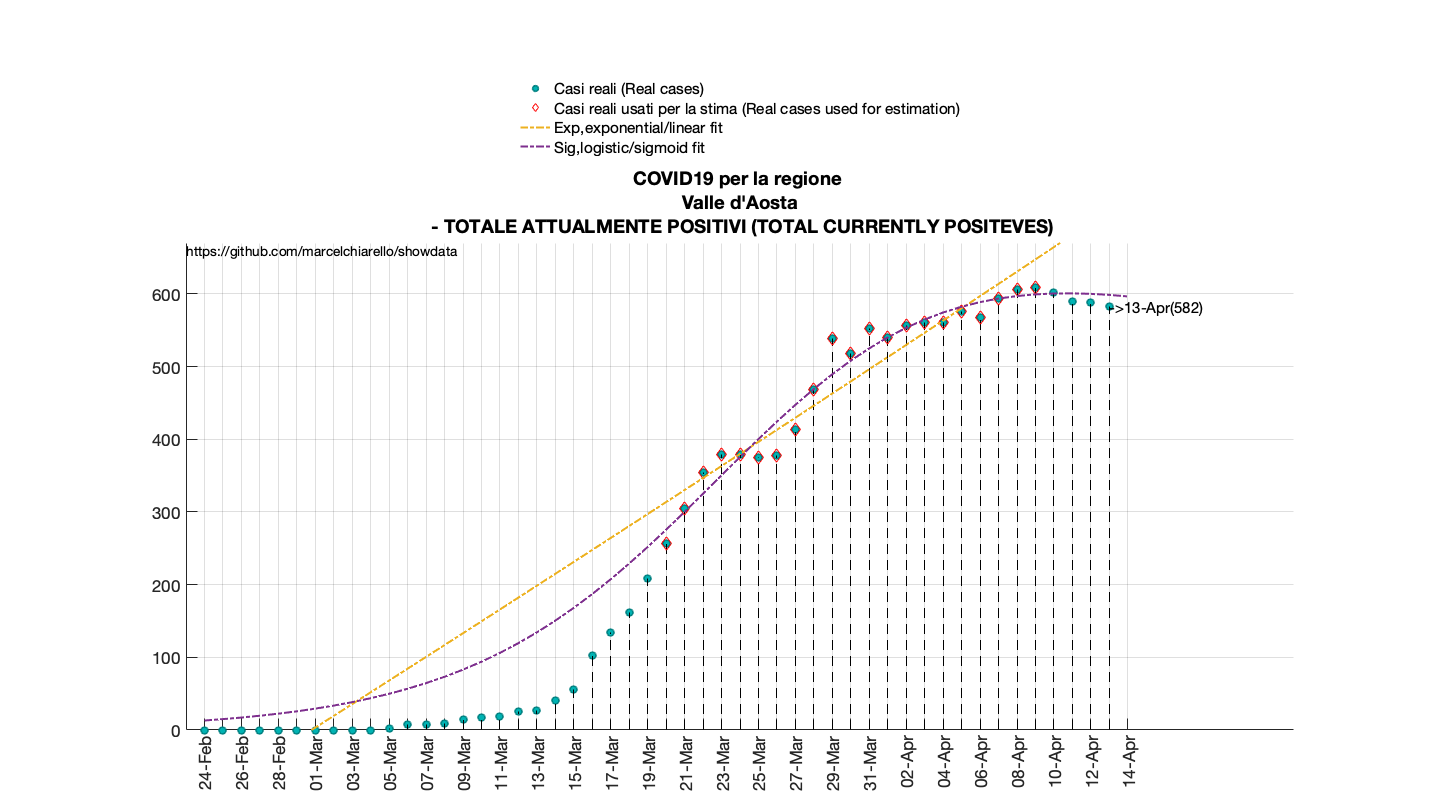 Casi reali (Real cases)
Casi reali usati per la stima (Real cases used for estimation)
Exp,exponential/linear fit
Sig,logistic/sigmoid fit
COVID19 per la regione
Valle d'Aosta
- TOTALE ATTUALMENTE POSITIVI (TOTAL CURRENTLY POSITEVES)
https://github.com/marcelchiarello/showdata
600
500
400
300
200
100
0
->13-Apr(582)
24-Feb
26-Feb
28-Feb
01-Mar
03-Mar
05-Mar
07-Mar
09-Mar
11-Mar
13-Mar
15-Mar
17-Mar
19-Mar
21-Mar
23-Mar
25-Mar
27-Mar
29-Mar
31-Mar
02-Apr
04-Apr
06-Apr
08-Apr
10-Apr
12-Apr
14-Apr